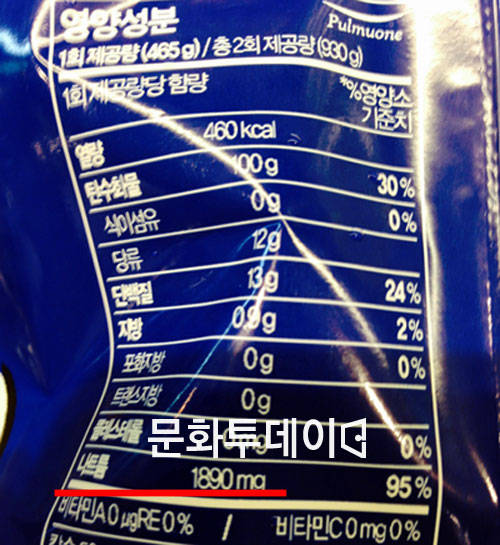 영양성분
Pulmuone
1회 제공량 (465 g) / 총 2회 제공량 (930 g)
1회 제공량당 함량 *%영양소
기준치
열량 460 kcal
탄수화물 100 g 30 %
식이섬유 0g 0 %
당류 12g
단백질 13g 24 %
지방 0.9g 2 %
포화지방 0g 0 %
트랜스지방 0g
콜레스테롤 0mg 0 %
문화투데이
나트륨 1890 mg 95 %
비타민A 0 μgRE 0 % / 비타민C 0 mg 0 %